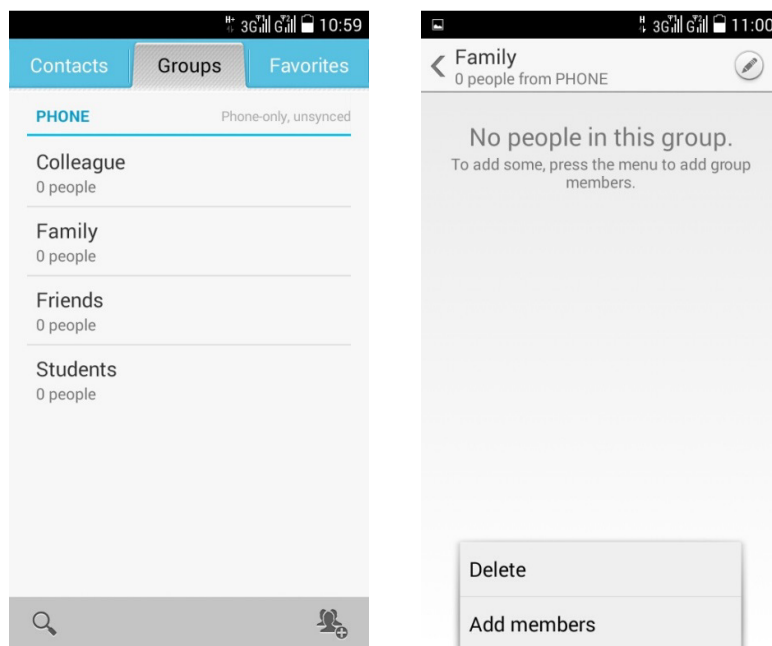 3G G 10:59
Contacts Groups Favorites
PHONE Phone-only, unsynced
Colleague
0 people
Family
0 people
Friends
0 people
Students
0 people
H 3G G 11:00
Family
0 people from PHONE
No people in this group.
To add some, press the menu to add group
members.
Delete
Add members